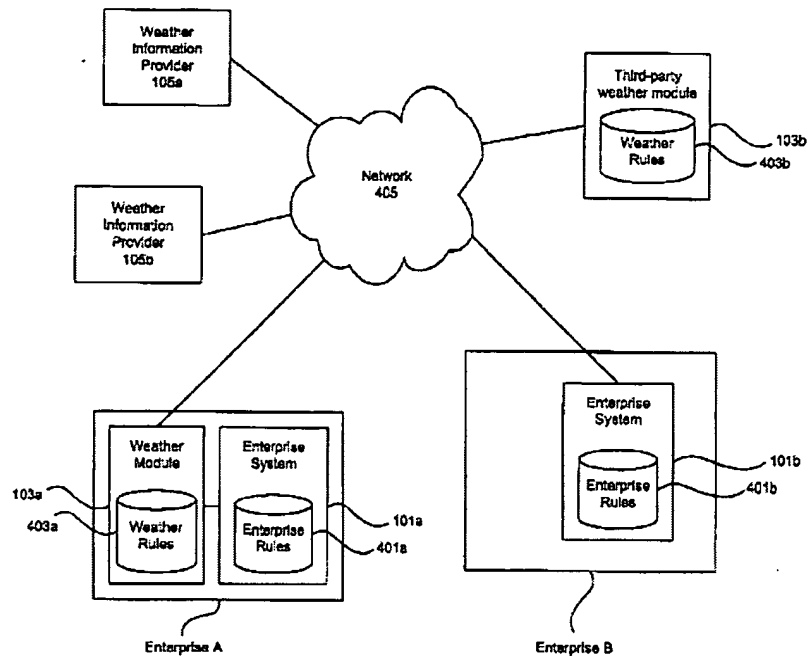 Weather
Information
Provider
105a
Third-party
weather module
Weather
Rules
103b
403b
Network
405
Weather
Information
Provider
105b
Weather
Module
Weather
Rules
Enterprise
System
Enterprise
Rules
103a
403a
101a
401a
Enterprise A
Enterprise
System
Enterprise
Rules
101b
401b
Enterprise B